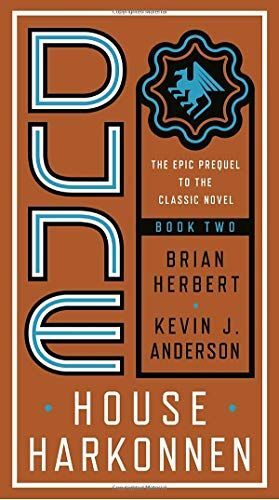 DUNE
THE EPIC PREQUEL
TO THE
CLASSIC NOVEL
BOOK TWO
BRIAN
HERBERT
·
KEVIN J.
ANDERSON
· HOUSE ·
HARKONNEN